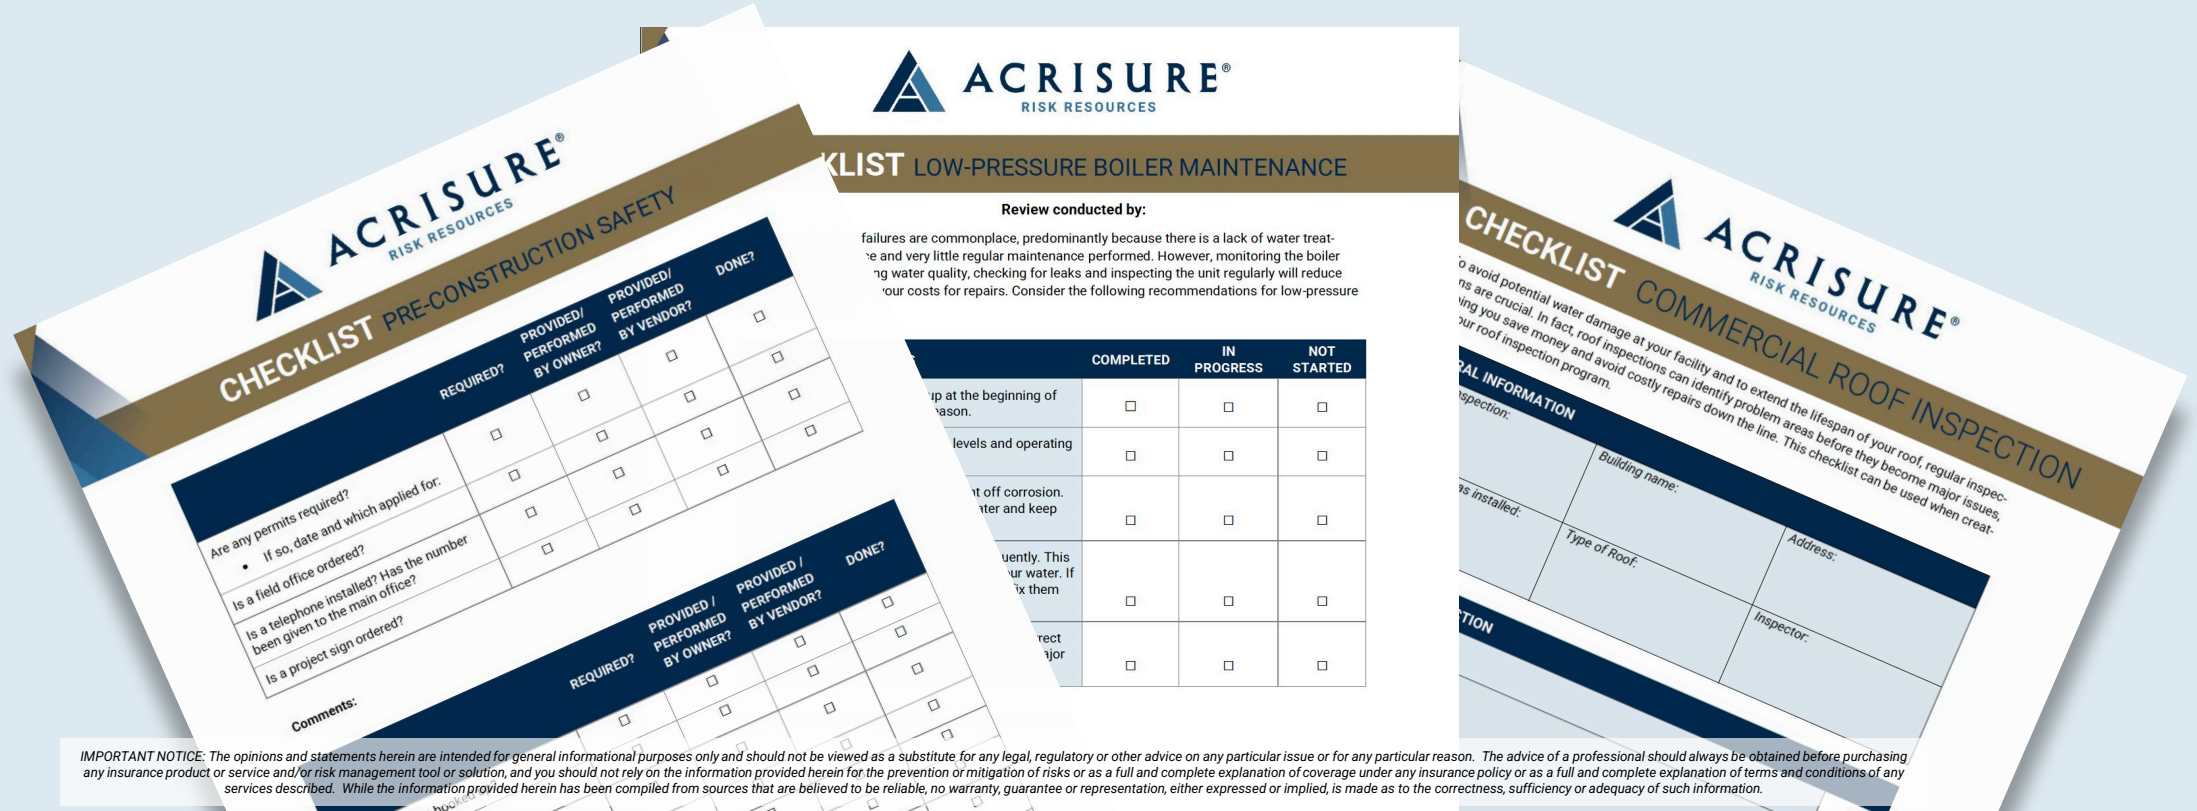 ACRISURE®
RISK RESOURCES
CHECKLIST PRE-CONSTRUCTION SAFETY
REQUIRED?
PROVIDED/
PERFORMED
BY OWNER?
PROVIDED/
PERFORMED
BY VENDOR?
DONE?
Are any permits required?
• If so, date and which applied for:
Is a field office ordered?
Is a telephone installed? Has the number
been given to the main office?
Is a project sign ordered?
Comments:
REQUIRED?
PROVIDED /
PERFORMED
BY OWNER?
PROVIDED /
PERFORMED
BY VENDOR?
DONE?
ACRISURE®
RISK RESOURCES
KLIST LOW-PRESSURE BOILER MAINTENANCE
Review conducted by:
failures are commonplace, predominantly because there is a lack of water treat-
and very little regular maintenance performed. However, monitoring the boiler
ng water quality, checking for leaks and inspecting the unit regularly will reduce
your costs for repairs. Consider the following recommendations for low-pressure
COMPLETED
IN
PROGRESS
NOT
STARTED
up at the beginning of
ason.
levels and operating
off corrosion.
ater and keep
uently. This
ur water. If
ix them
rect
ajor
ACRISURE®
RISK RESOURCES
CHECKLIST COMMERCIAL ROOF INSPECTION
To avoid potential water damage at your facility and to extend the lifespan of your roof, regular inspec-
ns are crucial. In fact, roof inspections can identify problem areas before they become major issues,
ping you save money and avoid costly repairs down the line. This checklist can be used when creat-
our roof inspection program.
RAL INFORMATION
nspection:
Building name:
Address:
as installed:
Type of Roof:
Inspector:
CTION
IMPORTANT NOTICE: The opinions and statements herein are intended for general informational purposes only and should not be viewed as a substitute for any legal, regulatory or other advice on any particular issue or for any particular reason. The advice of a professional should always be obtained before purchasing
any insurance product or service and/or risk management tool or solution, and you should not rely on the information provided herein for the prevention or mitigation of risks or as a full and complete explanation of coverage under any insurance policy or as a full and complete explanation of terms and conditions of any
services described. While the information provided herein has been compiled from sources that are believed to be reliable, no warranty, guarantee or representation, either expressed or implied, is made as to the correctness, sufficiency or adequacy of such information.